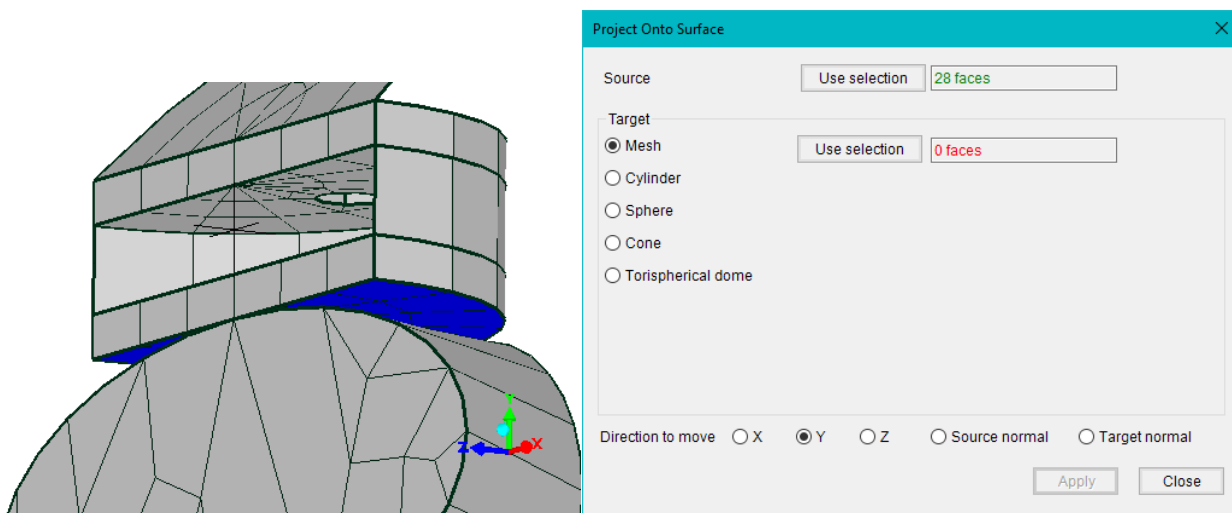 Project Onto Surface
Source Use selection 28 faces
Target
Mesh Use selection 0 faces
Cylinder
Sphere
Cone
Torispherical dome
Y
Z X
Direction to move X Y Z Source normal Target normal
Apply Close